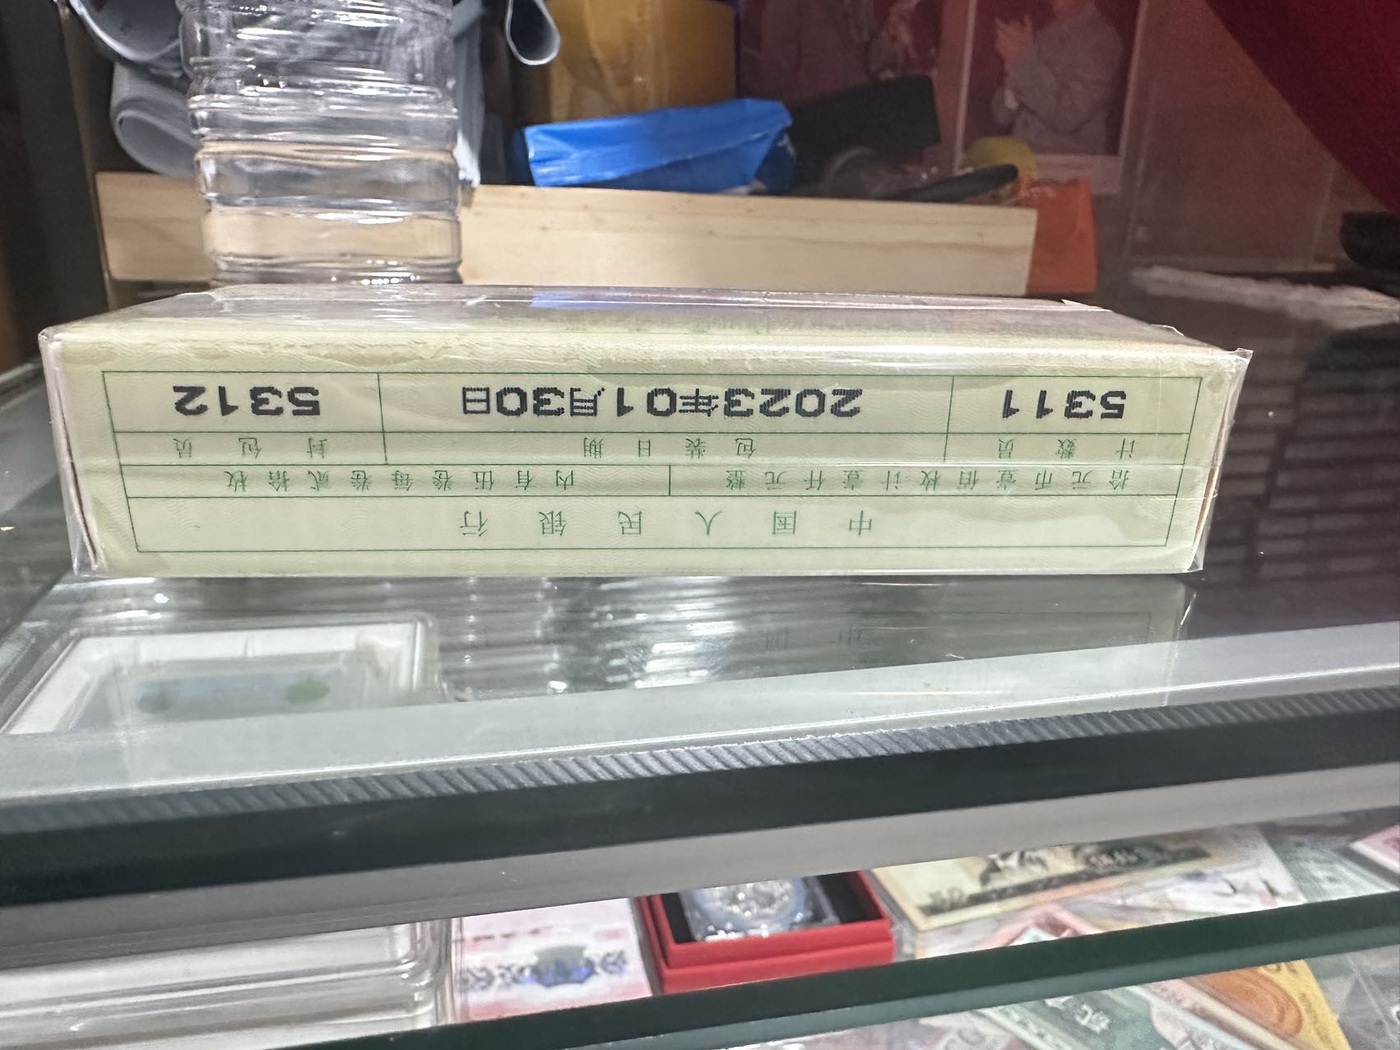 中国人民银行
拾元币壹佰枚计壹仟元整 内有伍卷每卷贰拾枚
计数员 包装日期 封包员
5311 2023年01月30日 5312